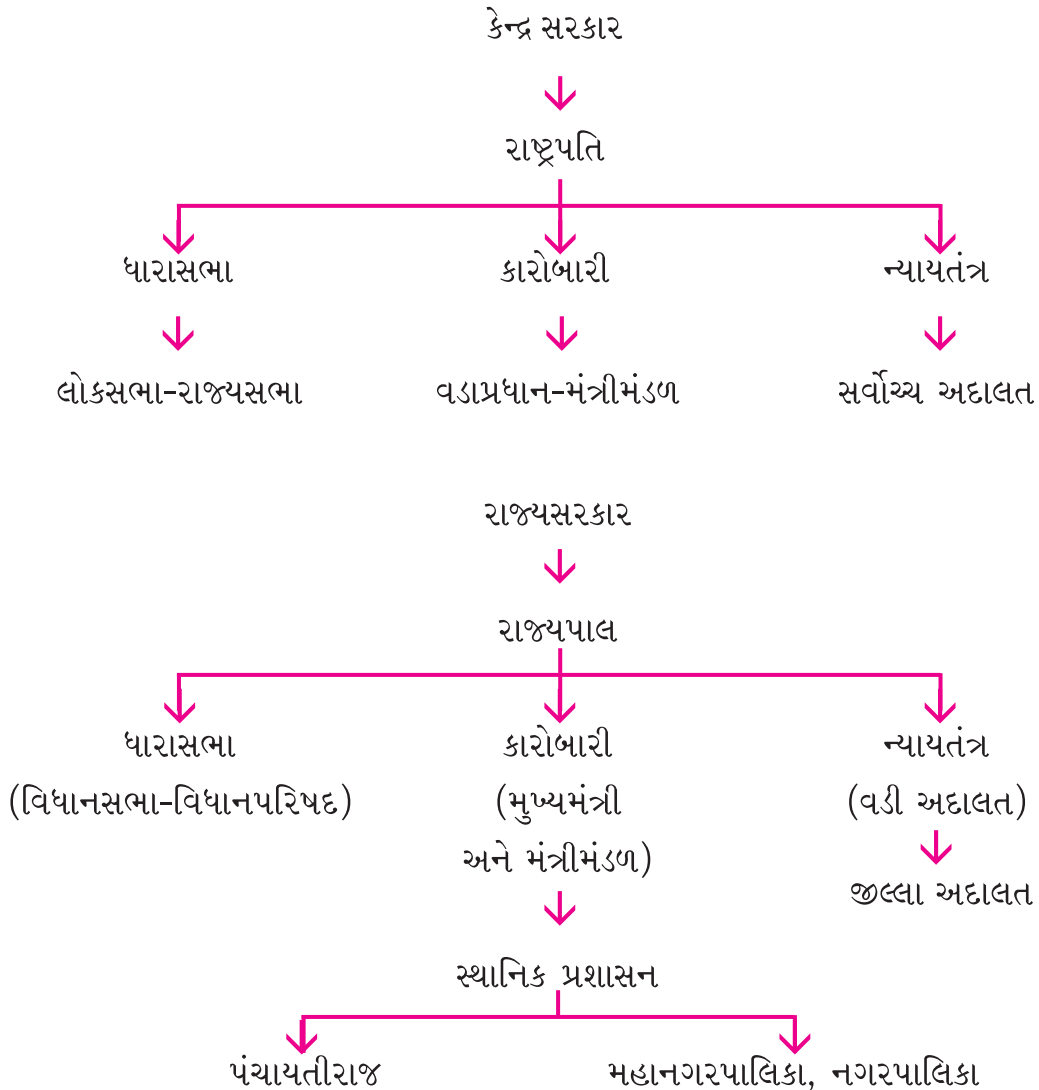 કેન્દ્ર સરકાર
રાષ્ટ્રપતિ
ધારાસભા કારોબારી ન્યાયતંત્ર
લોકસભા-રાજ્યસભા વડાપ્રધાન-મંત્રીમંડળ સર્વોચ્ચ અદાલત
રાજ્યસરકાર
રાજ્યપાલ
ધારાસભા કારોબારી ન્યાયતંત્ર
(વિધાનસભા-વિધાનપરિષદ) (મુખ્યમંત્રી (વડી અદાલત)
અને મંત્રીમંડળ)
જીલ્લા અદાલત
સ્થાનિક પ્રશાસન
પંચાયતીરાજ મહાનગરપાલિકા, નગરપાલિકા